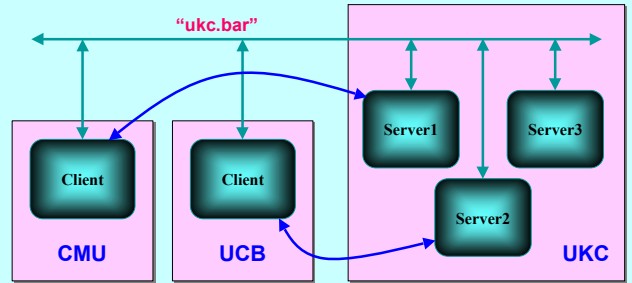 “ukc.bar”
Server1
Server3
Client
Client
Server2
CMU
UCB
UKC